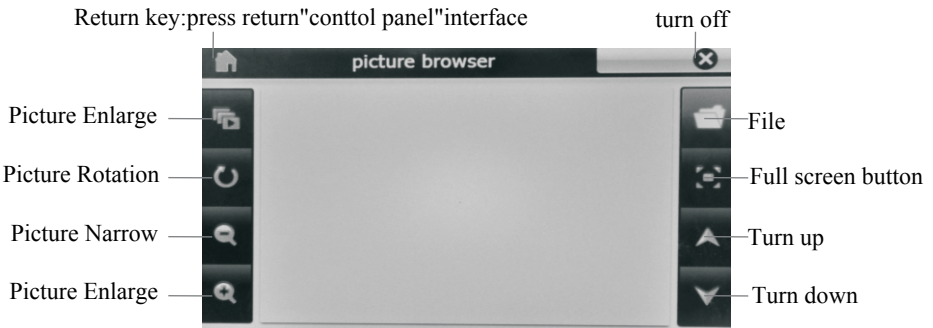 Return key:press return"conttol panel"interface
turn off
picture browser
Picture Enlarge
File
Picture Rotation
Full screen button
Picture Narrow
Turn up
Picture Enlarge
Turn down